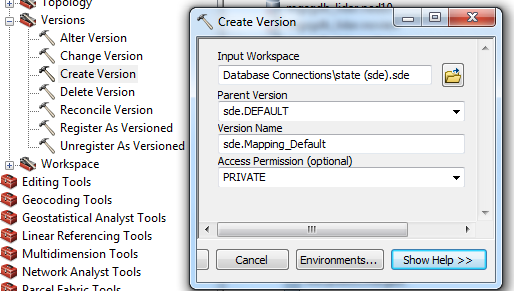 Topology
Versions
Alter Version
Change Version
Create Version
Delete Version
Reconcile Version
Register As Versioned
Unregister As Versioned
Workspace
Editing Tools
Geocoding Tools
Geostatistical Analyst Tools
Linear Referencing Tools
Multidimension Tools
Network Analyst Tools
Parcel Fabric Tools
Create Version
Input Workspace
Database Connections\state (sde).sde
Parent Version
sde.DEFAULT
Version Name
sde.Mapping_Default
Access Permission (optional)
PRIVATE
Cancel
Environments...
Show Help >>